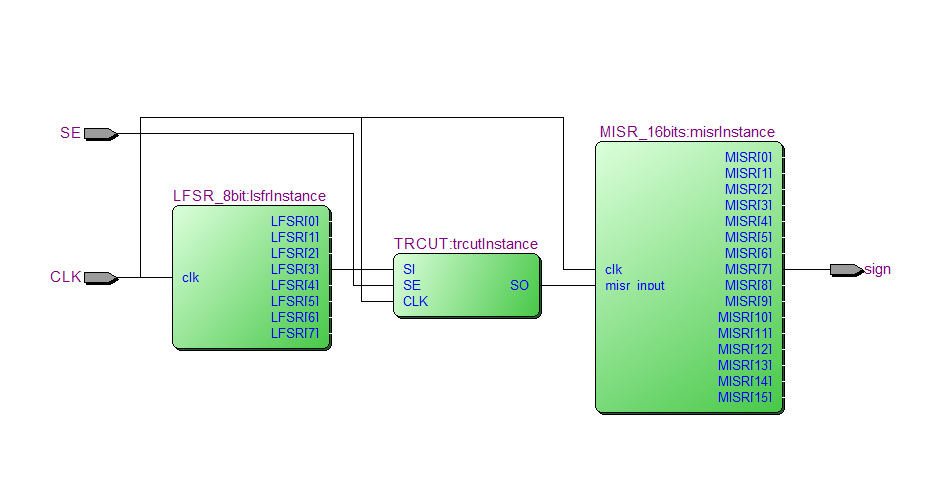 SE
MISR_16bits:misrInstance
MISR[0]
MISR[1]
MISR[2]
MISR[3]
MISR[4]
MISR[5]
MISR[6]
MISR[7]
MISR[8]
MISR[9]
MISR[10]
MISR[11]
MISR[12]
MISR[13]
MISR[14]
MISR[15]
clk
misr_input
sign
LFSR_8bit:lsfrInstance
LFSR[0]
LFSR[1]
LFSR[2]
LFSR[3]
LFSR[4]
LFSR[5]
LFSR[6]
LFSR[7]
clk
CLK
TRCUT:trcutInstance
SI
SE
CLK
SO